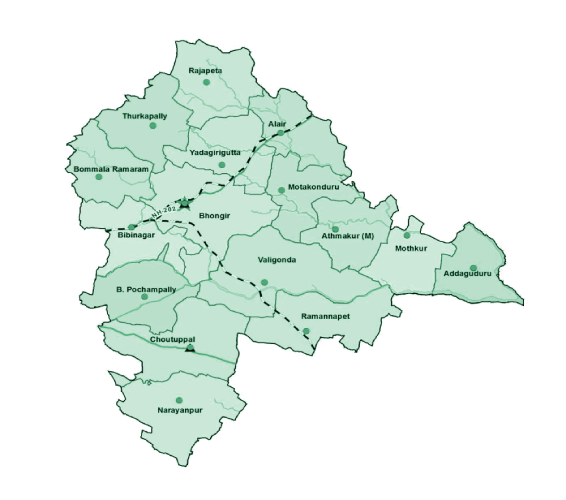 Rajapeta
Thurkapally
Alair
Yadagirigutta
Bommala Ramaram
Motakonduru
NH-202
Bhongir
Bibinagar
Athmakur (M)
Mothkur
Valigonda
Addaguduru
B. Pochampally
Ramannapet
Choutuppal
Narayanpur